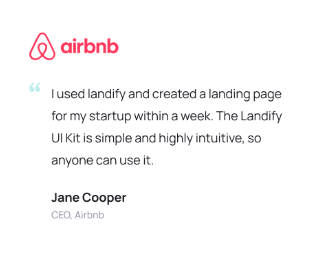 airbnb
I used landify and created a landing page
for my startup within a week. The Landify
UI Kit is simple and highly intuitive, so
anyone can use it.
Jane Cooper
CEO, Airbnb